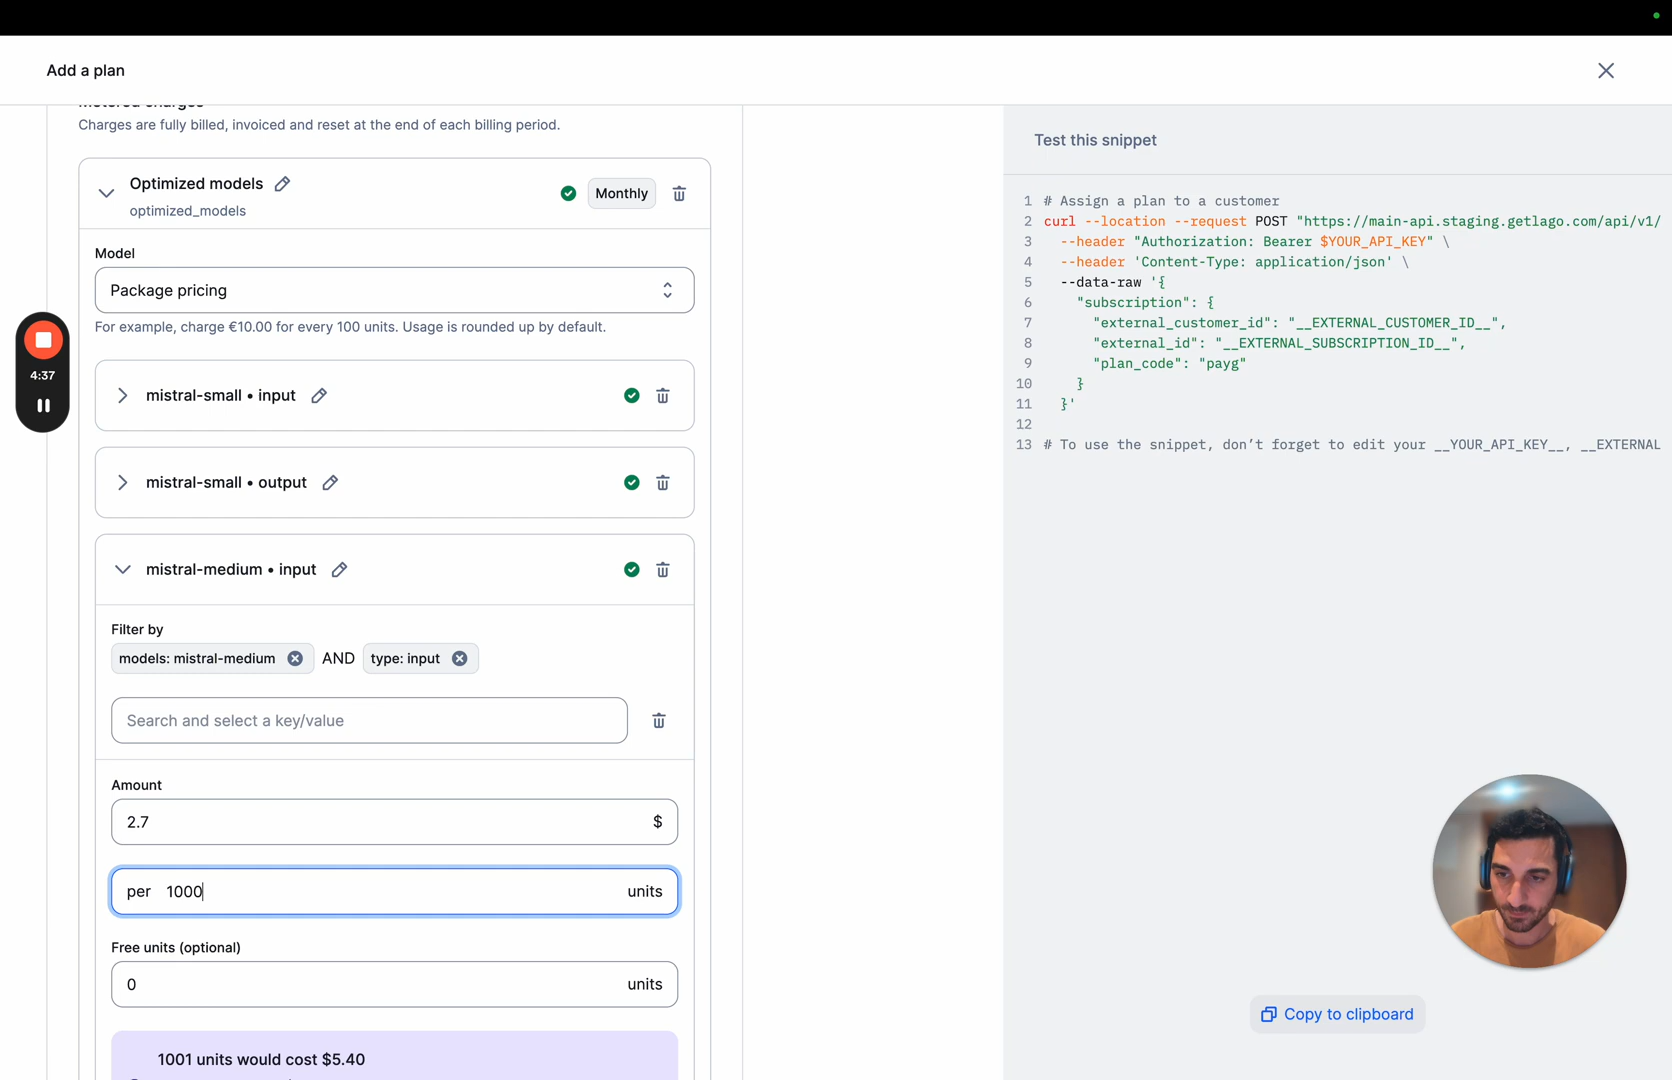 Add a plan
Charges are fully billed, invoiced and reset at the end of each billing period.
Optimized models
optimized_models
Monthly
Model
Package pricing
For example, charge €10.00 for every 100 units. Usage is rounded up by default.
4:37
mistral-small • input
mistral-small • output
mistral-medium • input
Filter by
models: mistral-medium AND type: input
Search and select a key/value
Amount
2.7 $
per 1000 units
Free units (optional)
0 units
1001 units would cost $5.40
Test this snippet
1 # Assign a plan to a customer
2 curl --location --request POST "https://main-api.staging.getlago.com/api/v1/
3 --header "Authorization: Bearer $YOUR_API_KEY" \
4 --header 'Content-Type: application/json' \
5 --data-raw '{
6 "subscription": {
7 "external_customer_id": "__EXTERNAL_CUSTOMER_ID__",
8 "external_id": "__EXTERNAL_SUBSCRIPTION_ID__",
9 "plan_code": "payg"
10 }
11 }'
12
13 # To use the snippet, don’t forget to edit your __YOUR_API_KEY__, __EXTERNAL
Copy to clipboard